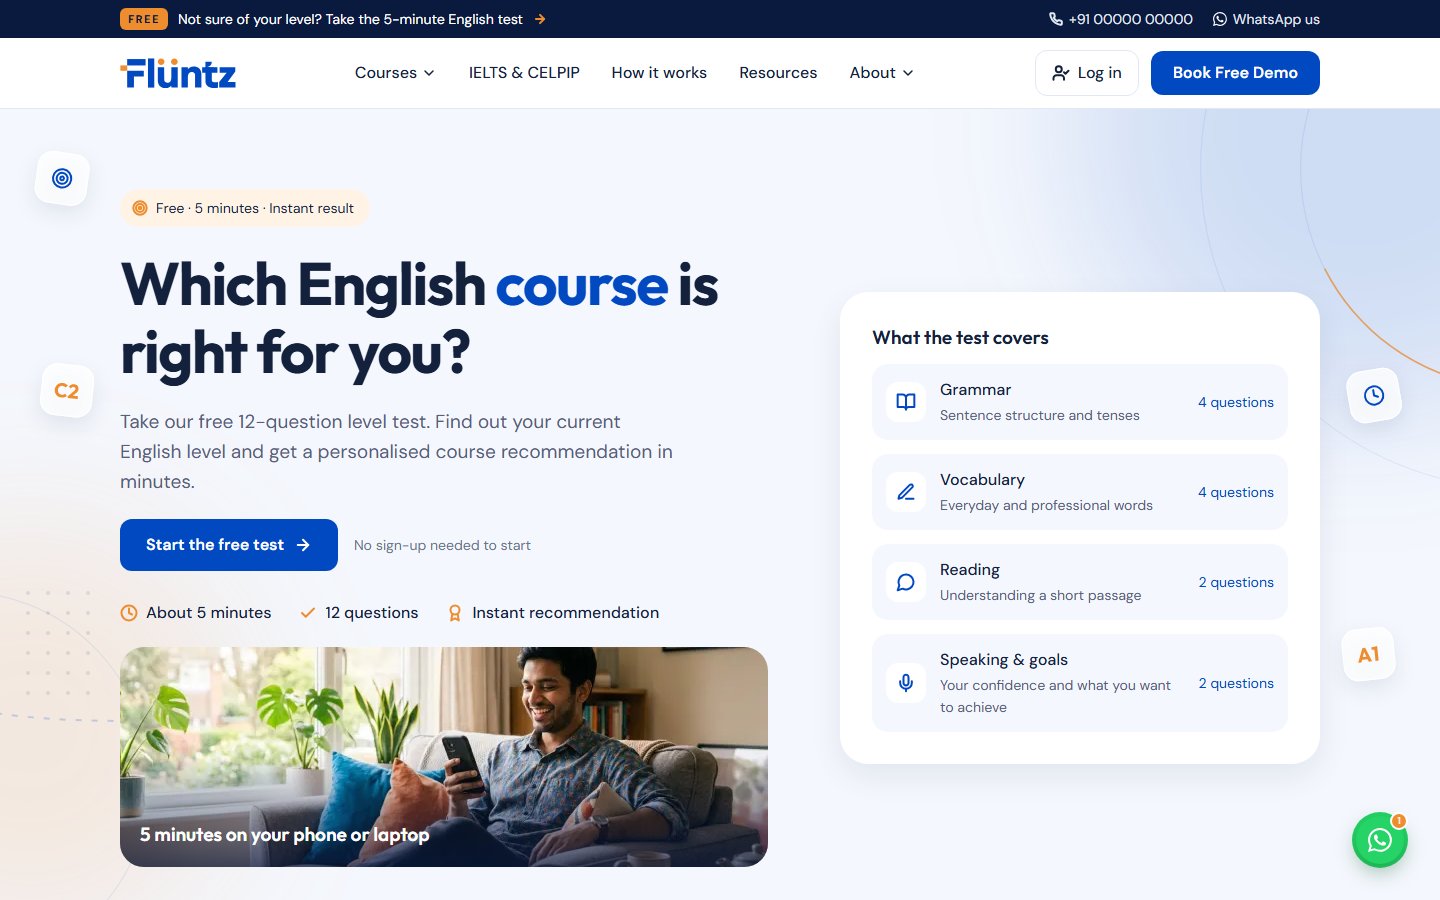 FREE Not sure of your level? Take the 5-minute English test
+91 00000 00000 WhatsApp us
Flüntz
Courses IELTS & CELPIP How it works Resources About
Log in Book Free Demo
Free · 5 minutes · Instant result
Which English course is
right for you?
C2
Take our free 12-question level test. Find out your current
English level and get a personalised course recommendation in
minutes.
Start the free test
No sign-up needed to start
About 5 minutes 12 questions Instant recommendation
5 minutes on your phone or laptop
What the test covers
Grammar
Sentence structure and tenses
4 questions
Vocabulary
Everyday and professional words
4 questions
Reading
Understanding a short passage
2 questions
Speaking & goals
Your confidence and what you want
to achieve
2 questions
A1
1